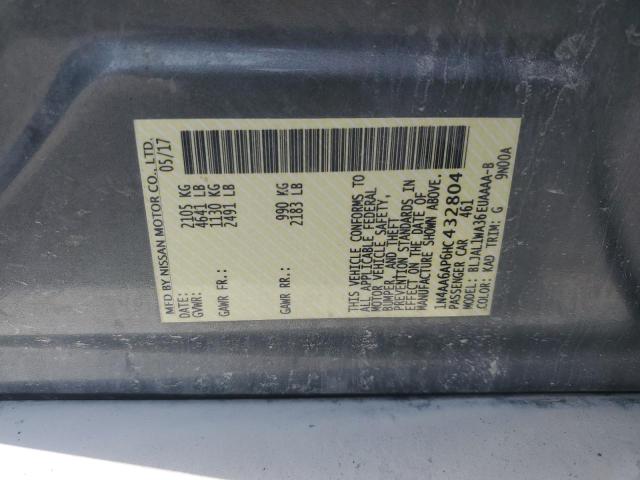 MFD BY NISSAN MOTOR CO., LTD.
DATE: 05/17
GVWR: 2105 KG
4641 LB
GAWR FR.: 1130 KG
2491 LB
GAWR RR.: 990 KG
2183 LB
THIS VEHICLE CONFORMS TO
ALL APPLICABLE FEDERAL
MOTOR VEHICLE SAFETY,
BUMPER, AND THEFT
PREVENTION STANDARDS IN
EFFECT ON THE DATE OF
MANUFACTURE SHOWN ABOVE.
1N4AA6AP6HC432804
PASSENGER CAR 461
MODEL: BLJALLWA36EUAAAA-B
COLOR: KAD TRIM: G 9N00A